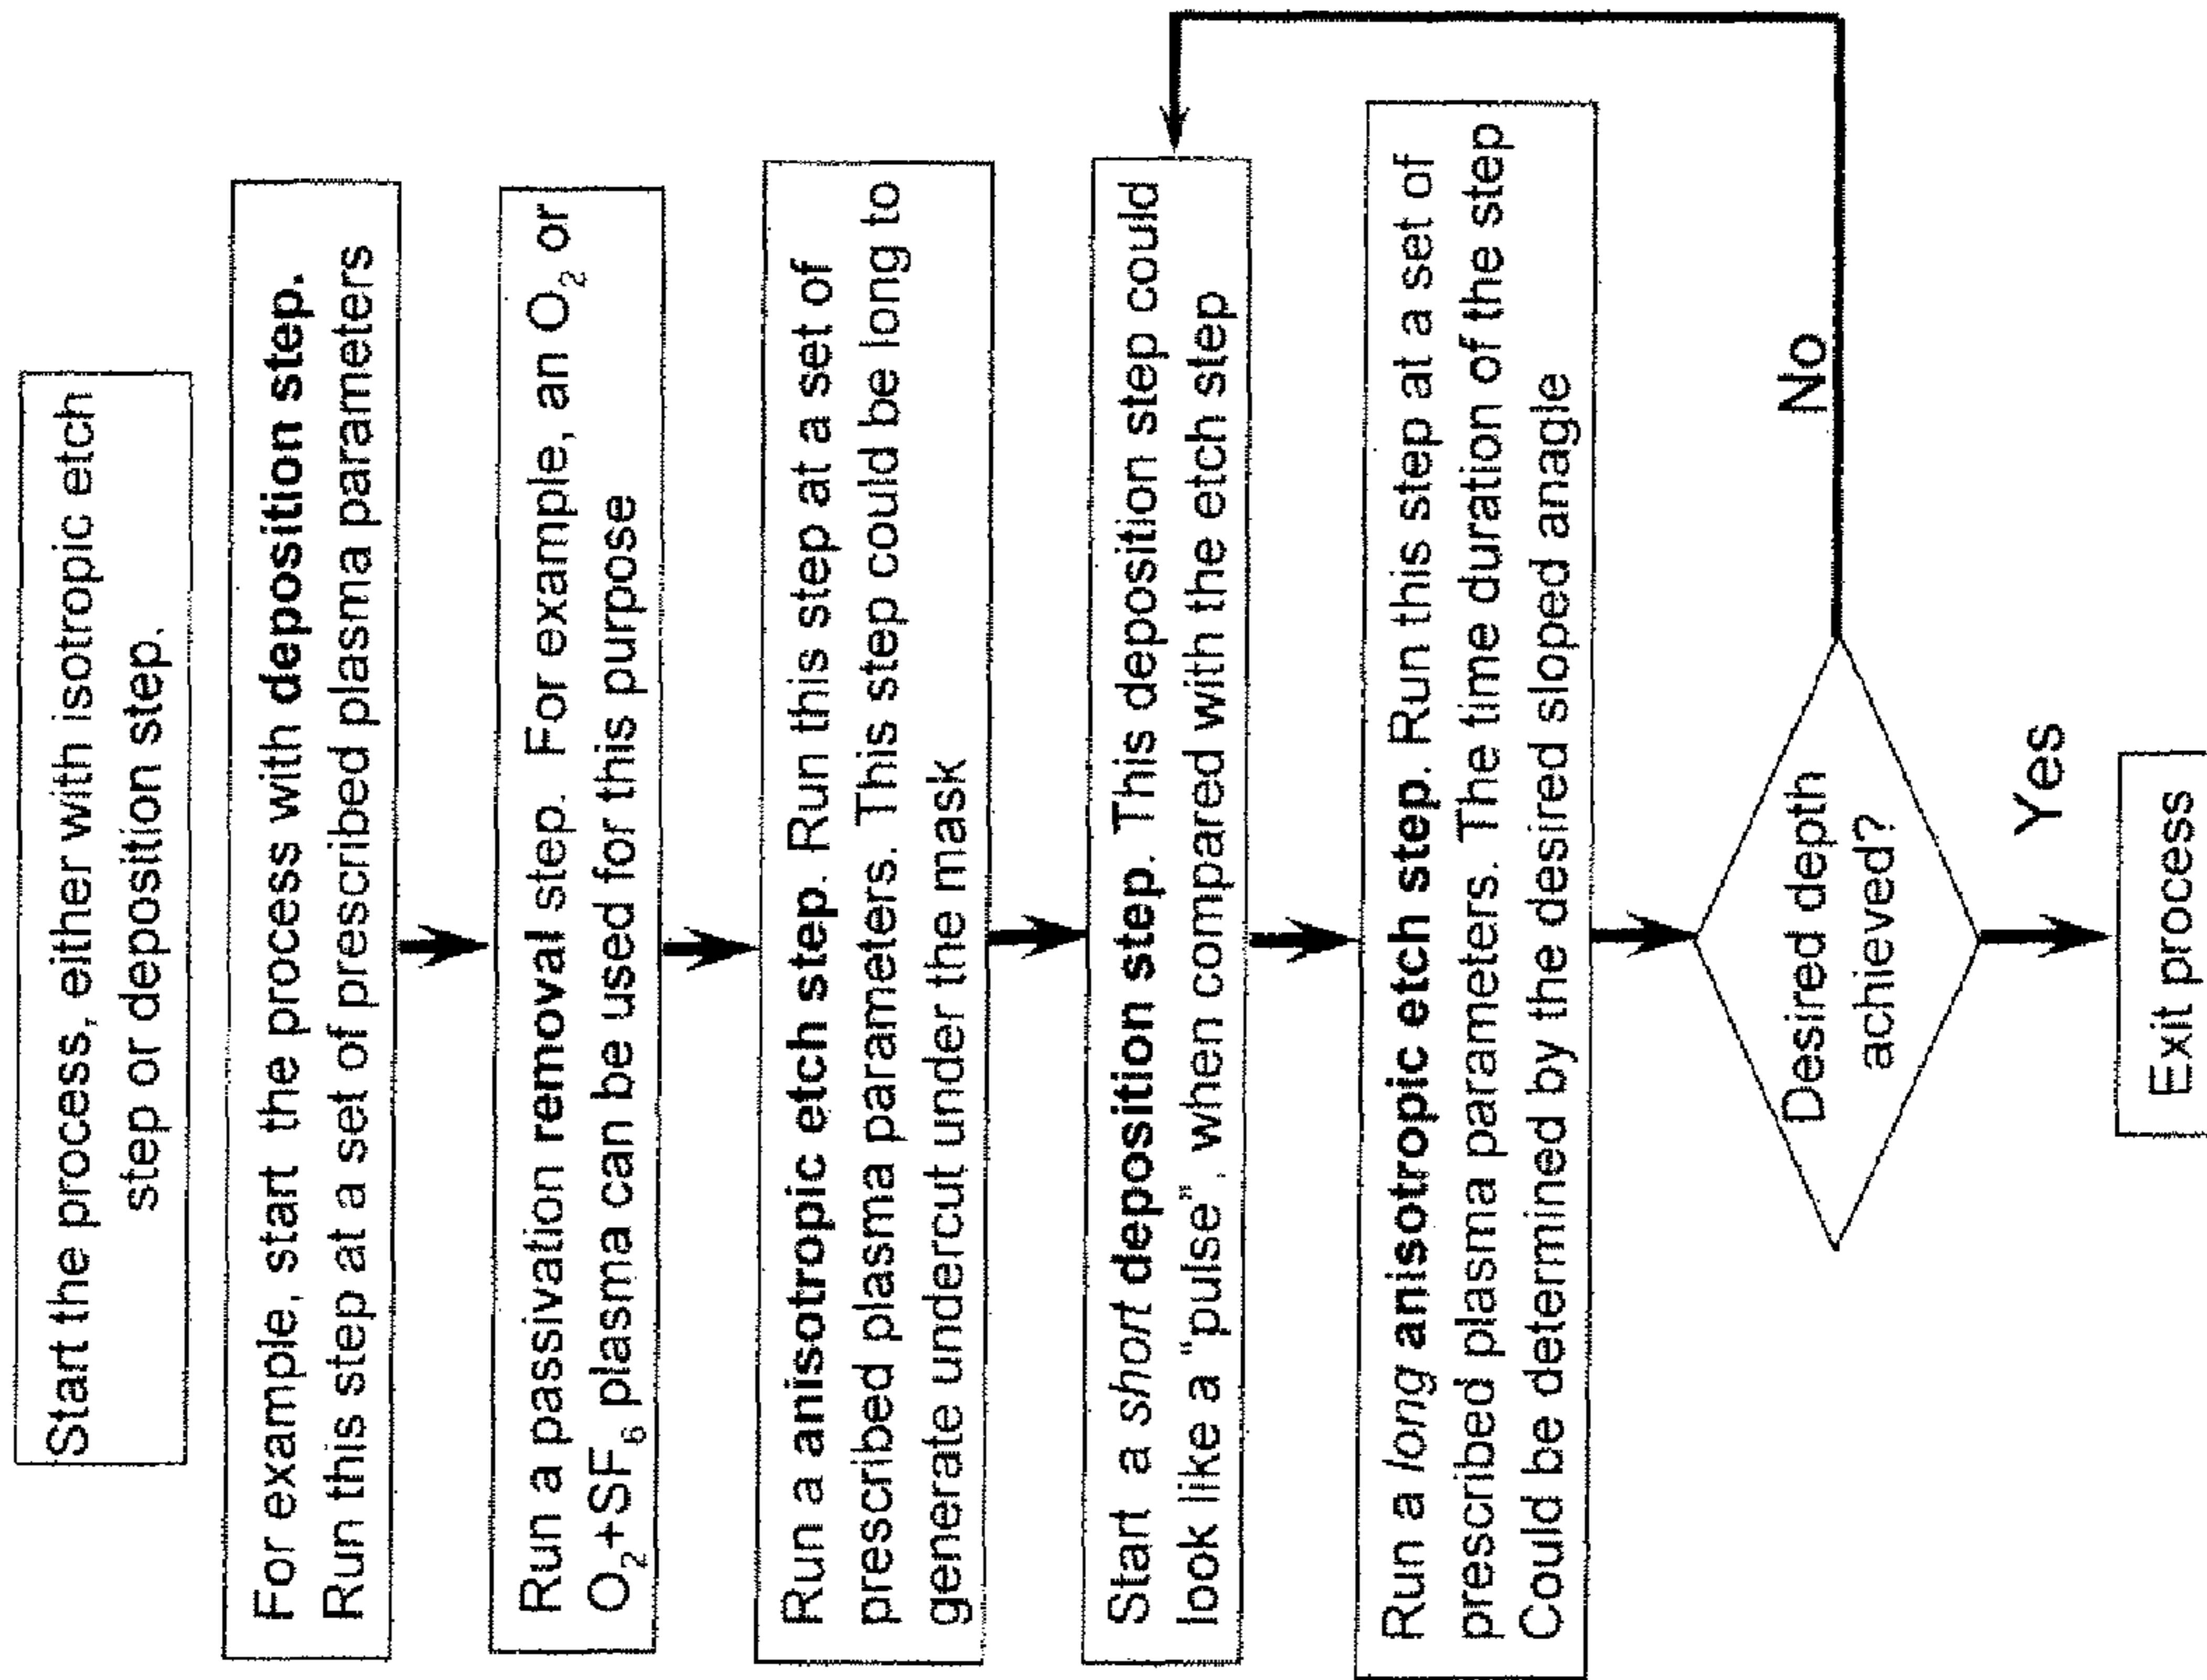 Start the process, either with isotropic etch
step or deposition step.
For example, start the process with deposition step.
Run this step at a set of prescribed plasma parameters
Run a passivation removal step. For example, an O₂ or
O₂+SF₆ plasma can be used for this purpose
Run a anisotropic etch step. Run this step at a set of
prescribed plasma parameters. This step could be long to
generate undercut under the mask
Start a short deposition step. This deposition step could
look like a "pulse", when compared with the etch step
Run a long anisotropic etch step. Run this step at a set of
prescribed plasma parameters. The time duration of the step
Could be determined by the desired sloped anagle
Desired depth
achieved?
No
Yes
Exit process